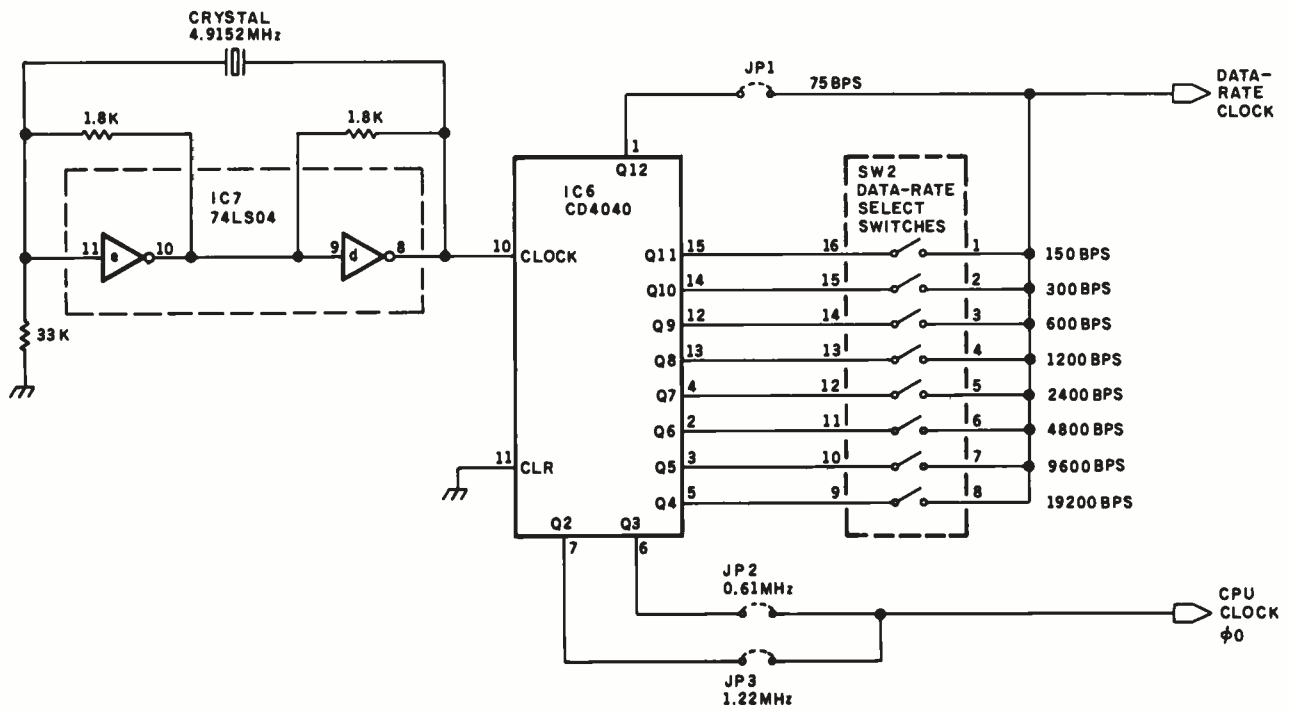 CRYSTAL
4.9152MHz
1.8K
1.8K
IC7
74LS04
11
e
10
9
d
8
33K
10
CLOCK
11
CLR
IC6
CD4040
1
Q12
Q11 15
Q10 14
Q9 12
Q8 13
Q7 4
Q6 2
Q5 3
Q4 5
Q2
7
Q3
6
JP1
75BPS
DATA-
RATE
CLOCK
SW2
DATA-RATE
SELECT
SWITCHES
16 1 150BPS
15 2 300BPS
14 3 600BPS
13 4 1200BPS
12 5 2400BPS
11 6 4800BPS
10 7 9600BPS
9 8 19200BPS
JP2
0.61MHz
JP3
1.22MHz
CPU
CLOCK
ϕ0